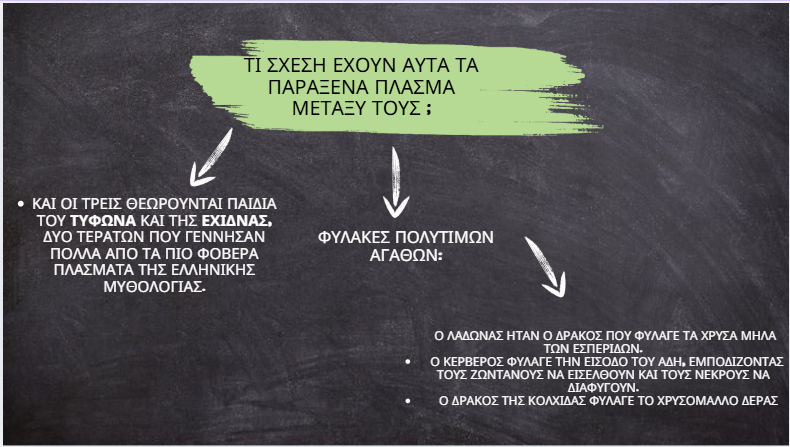 ΤΙ ΣΧΕΣΗ ΕΧΟΥΝ ΑΥΤΑ ΤΑ
ΠΑΡΑΞΕΝΑ ΠΛΑΣΜΑ
ΜΕΤΑΞΥ ΤΟΥΣ ;
• ΚΑΙ ΟΙ ΤΡΕΙΣ ΘΕΩΡΟΥΝΤΑΙ ΠΑΙΔΙΑ
ΤΟΥ ΤΥΦΩΝΑ ΚΑΙ ΤΗΣ ΕΧΙΔΝΑΣ,
ΔΥΟ ΤΕΡΑΤΩΝ ΠΟΥ ΓΕΝΝΗΣΑΝ
ΠΟΛΛΑ ΑΠΟ ΤΑ ΠΙΟ ΦΟΒΕΡΑ
ΠΛΑΣΜΑΤΑ ΤΗΣ ΕΛΛΗΝΙΚΗΣ
ΜΥΘΟΛΟΓΙΑΣ.
ΦΥΛΑΚΕΣ ΠΟΛΥΤΙΜΩΝ
ΑΓΑΘΩΝ:
Ο ΛΑΔΩΝΑΣ ΗΤΑΝ Ο ΔΡΑΚΟΣ ΠΟΥ ΦΥΛΑΓΕ ΤΑ ΧΡΥΣΑ ΜΗΛΑ
ΤΩΝ ΕΣΠΕΡΙΔΩΝ.
• Ο ΚΕΡΒΕΡΟΣ ΦΥΛΑΓΕ ΤΗΝ ΕΙΣΟΔΟ ΤΟΥ ΑΔΗ, ΕΜΠΟΔΙΖΟΝΤΑΣ
ΤΟΥΣ ΖΩΝΤΑΝΟΥΣ ΝΑ ΕΙΣΕΛΘΟΥΝ ΚΑΙ ΤΟΥΣ ΝΕΚΡΟΥΣ ΝΑ
ΔΙΑΦΥΓΟΥΝ.
• Ο ΔΡΑΚΟΣ ΤΗΣ ΚΟΛΧΙΔΑΣ ΦΥΛΑΓΕ ΤΟ ΧΡΥΣΟΜΑΛΛΟ ΔΕΡΑΣ